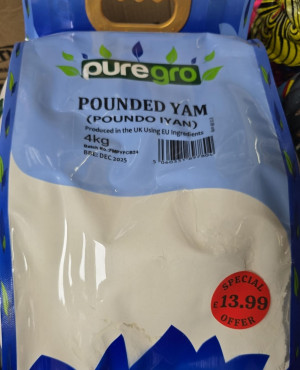 puregro
POUNDED YAM
(POUNDO IYAN)
Produced in the UK Using EU Ingredients
4kg
BBE: DEC 2025
SPECIAL
£13.99
OFFER